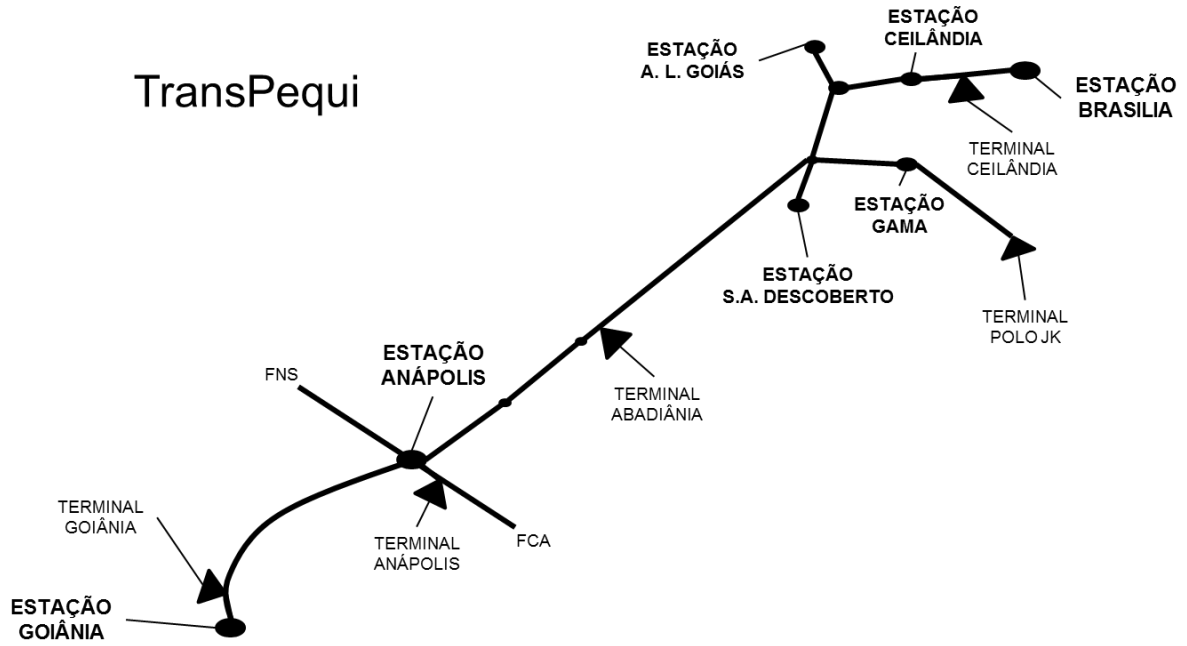 TransPequi
ESTAÇÃO
A. L. GOIÁS
ESTAÇÃO
CEILÂNDIA
ESTAÇÃO
BRASILIA
TERMINAL
CEILÂNDIA
ESTAÇÃO
GAMA
ESTAÇÃO
S.A. DESCOBERTO
TERMINAL
POLO JK
ESTAÇÃO
ANÁPOLIS
FNS
TERMINAL
ABADIÂNIA
TERMINAL
GOIÂNIA
TERMINAL
ANÁPOLIS
FCA
ESTAÇÃO
GOIÂNIA